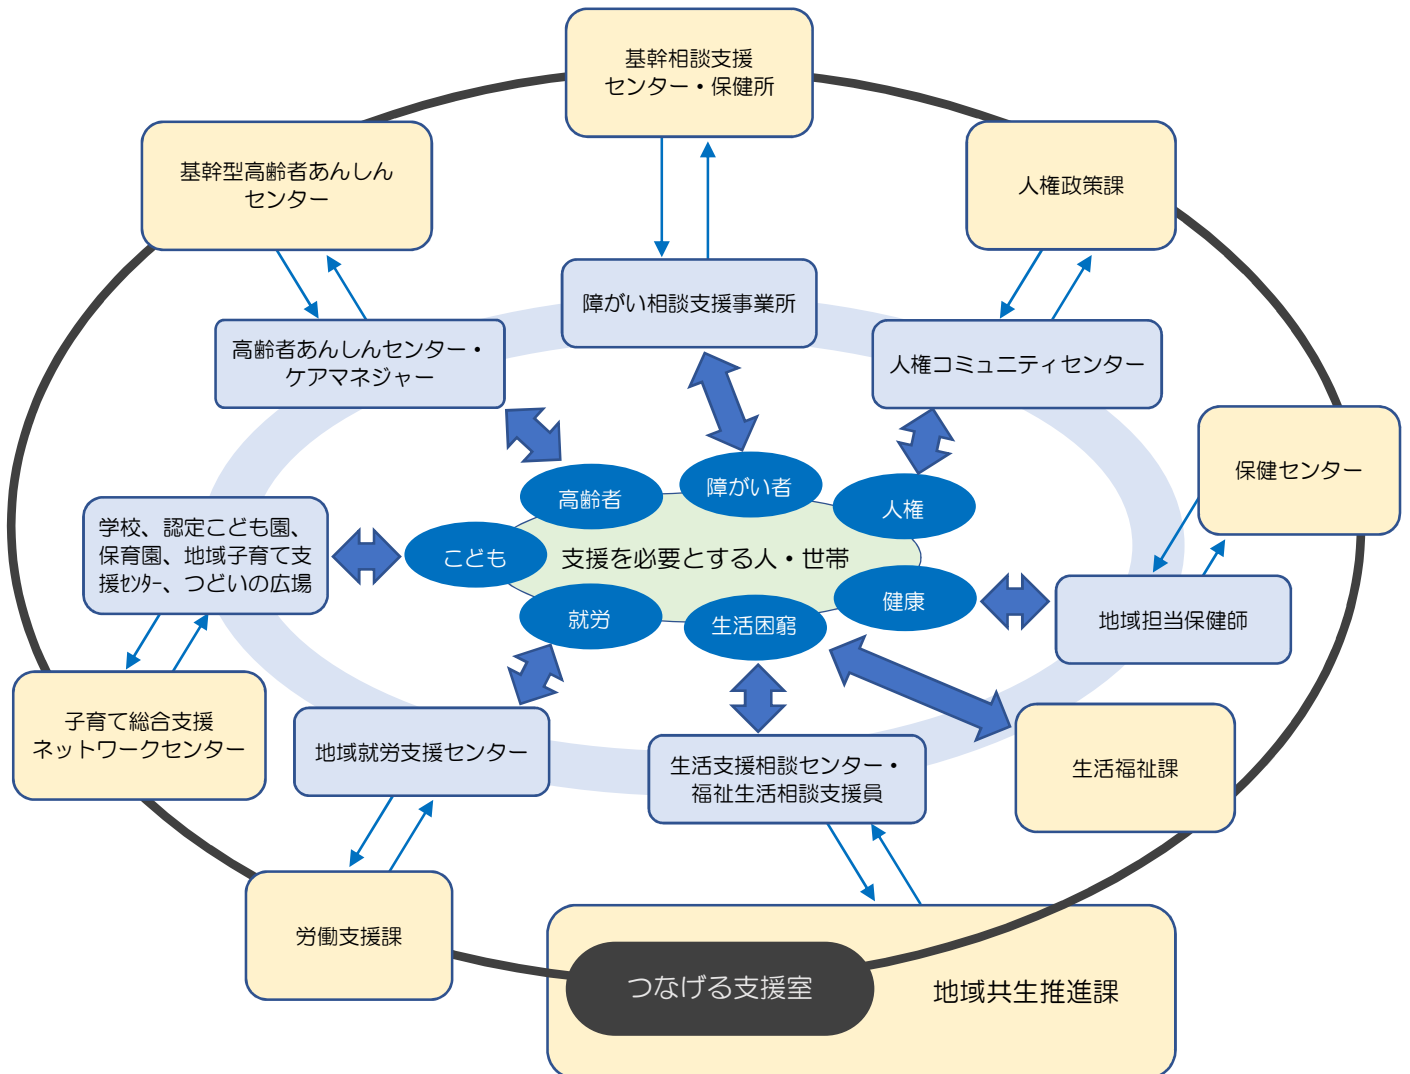 基幹相談支援
センター・保健所
基幹型高齢者あんしん
センター
人権政策課
障がい相談支援事業所
高齢者あんしんセンター・
ケアマネジャー
人権コミュニティセンター
保健センター
高齢者
障がい者
人権
学校、認定こども園、
保育園、地域子育て支
援ｾﾝﾀｰ、つどいの広場
こども
支援を必要とする人・世帯
就労
生活困窮
健康
地域担当保健師
子育て総合支援
ネットワークセンター
地域就労支援センター
生活支援相談センター・
福祉生活相談支援員
生活福祉課
労働支援課
つなげる支援室
地域共生推進課